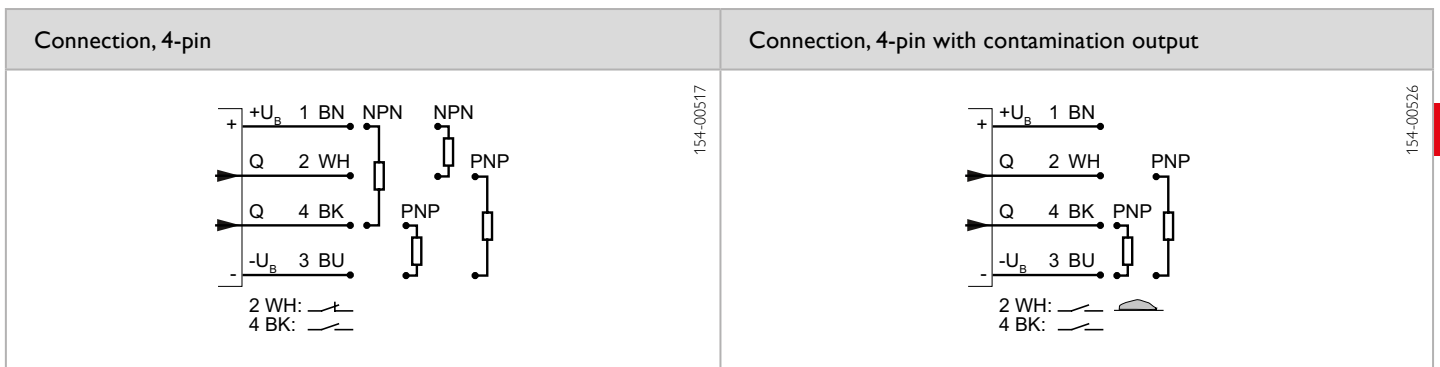 Connection, 4-pin
Connection, 4-pin with contamination output
+U_B 1 BN NPN NPN
+
Q 2 WH PNP
Q 4 BK PNP
-U_B 3 BU
-
2 WH:
4 BK:
154-00517
+U_B 1 BN
+
Q 2 WH PNP
Q 4 BK PNP
-U_B 3 BU
-
2 WH:
4 BK:
154-00526